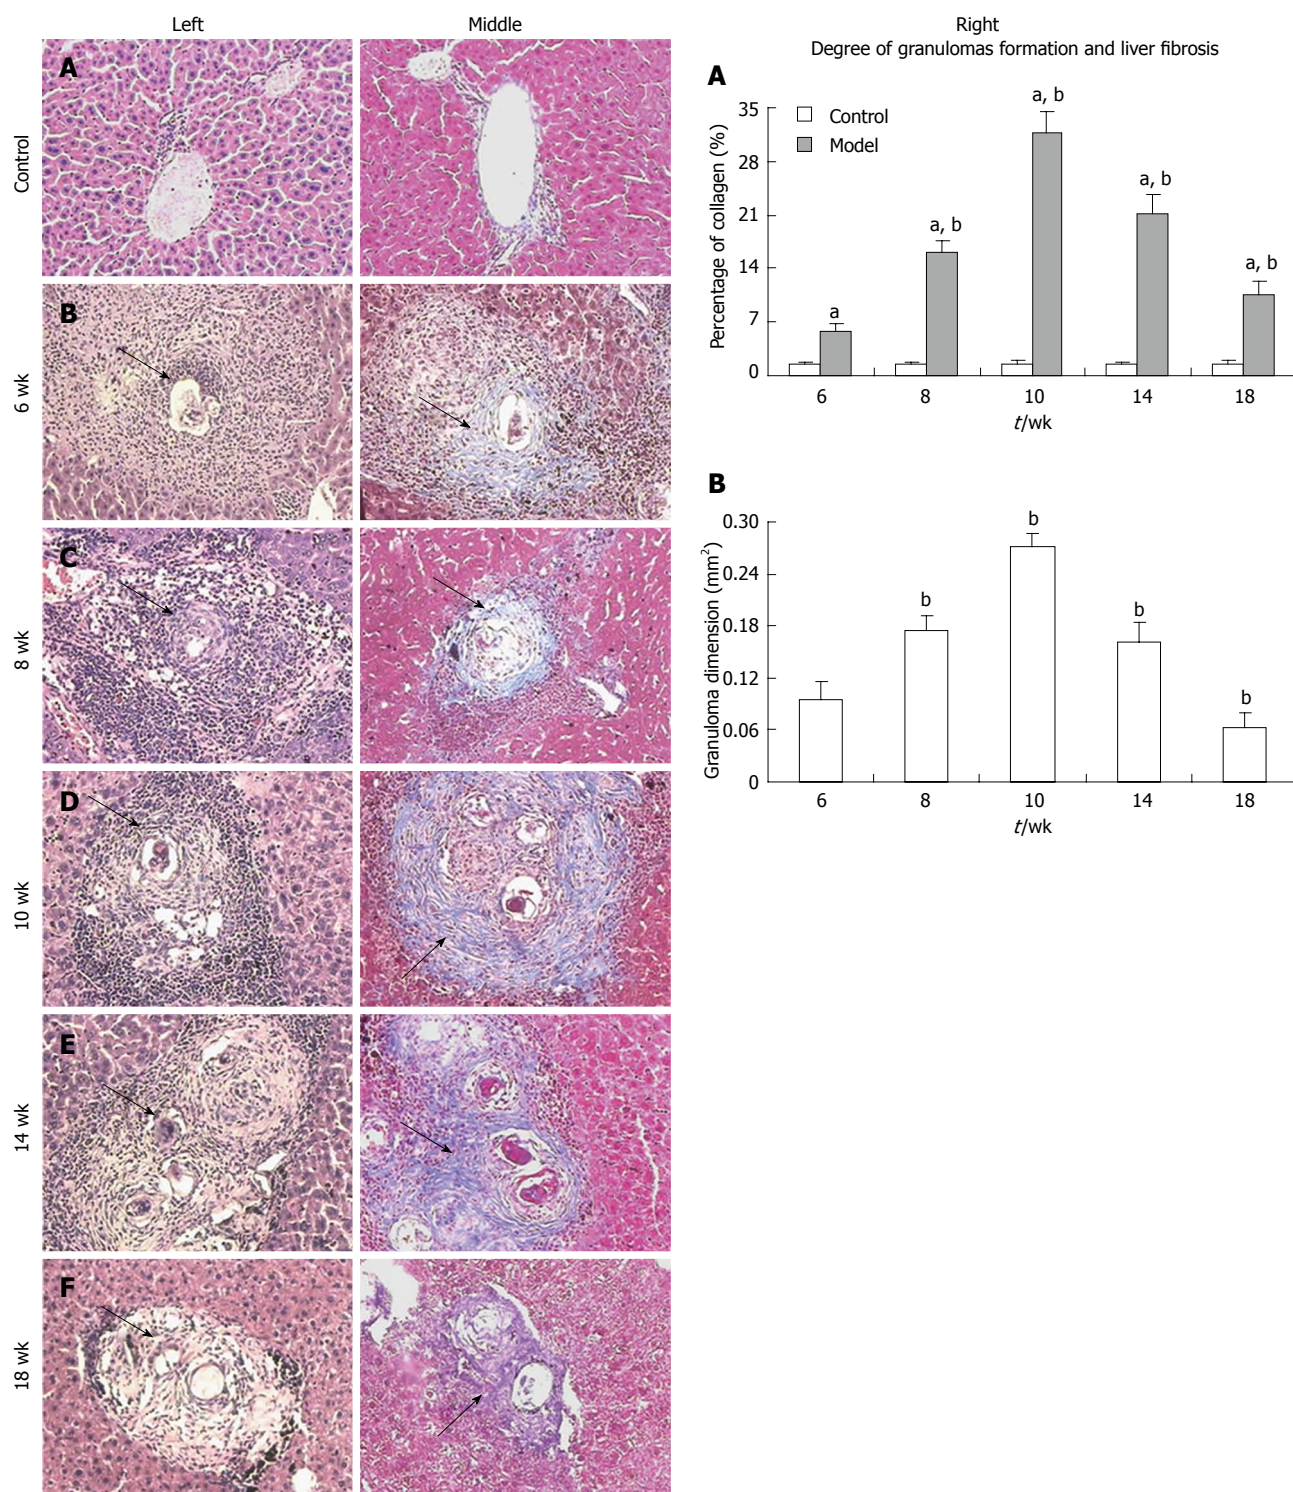 Left
Middle
Control
A
6 wk
B
8 wk
C
10 wk
D
14 wk
E
18 wk
F
Right
Degree of granulomas formation and liver fibrosis
A
Percentage of collagen (%)
35
28
21
14
7
0
Control
Model
a
a, b
a, b
a, b
a, b
6 8 10 14 18
t/wk
B
Granuloma dimension (mm²)
0.30
0.24
0.18
0.12
0.06
0
b
b
b
b
6 8 10 14 18
t/wk